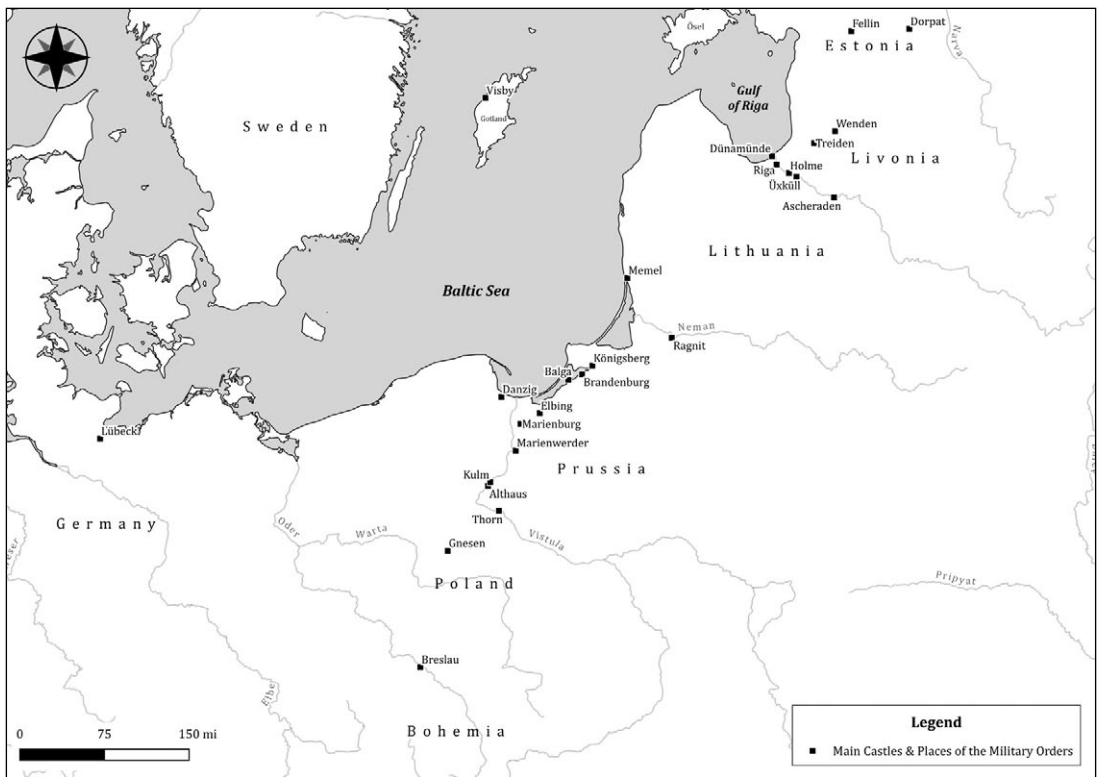 Ösel
Fellin
Dorpat
Estonia
Narva
Visby
Gotland
Gulf
of Riga
Sweden
Wenden
Treiden
Dünamünde
Livonia
Riga
Holme
Üxküll
Ascheraden
Lithuania
Memel
Baltic Sea
Neman
Ragnit
Königsberg
Balga
Brandenburg
Danzig
Elbing
Marienburg
Lübeck
Marienwerder
Prussia
Kulm
Althaus
Thorn
Germany
Oder
Warta
Vistula
Gnesen
Poland
Pripyat
Breslau
Elbe
Bohemia
0 75 150 mi
Legend
Main Castles & Places of the Military Orders